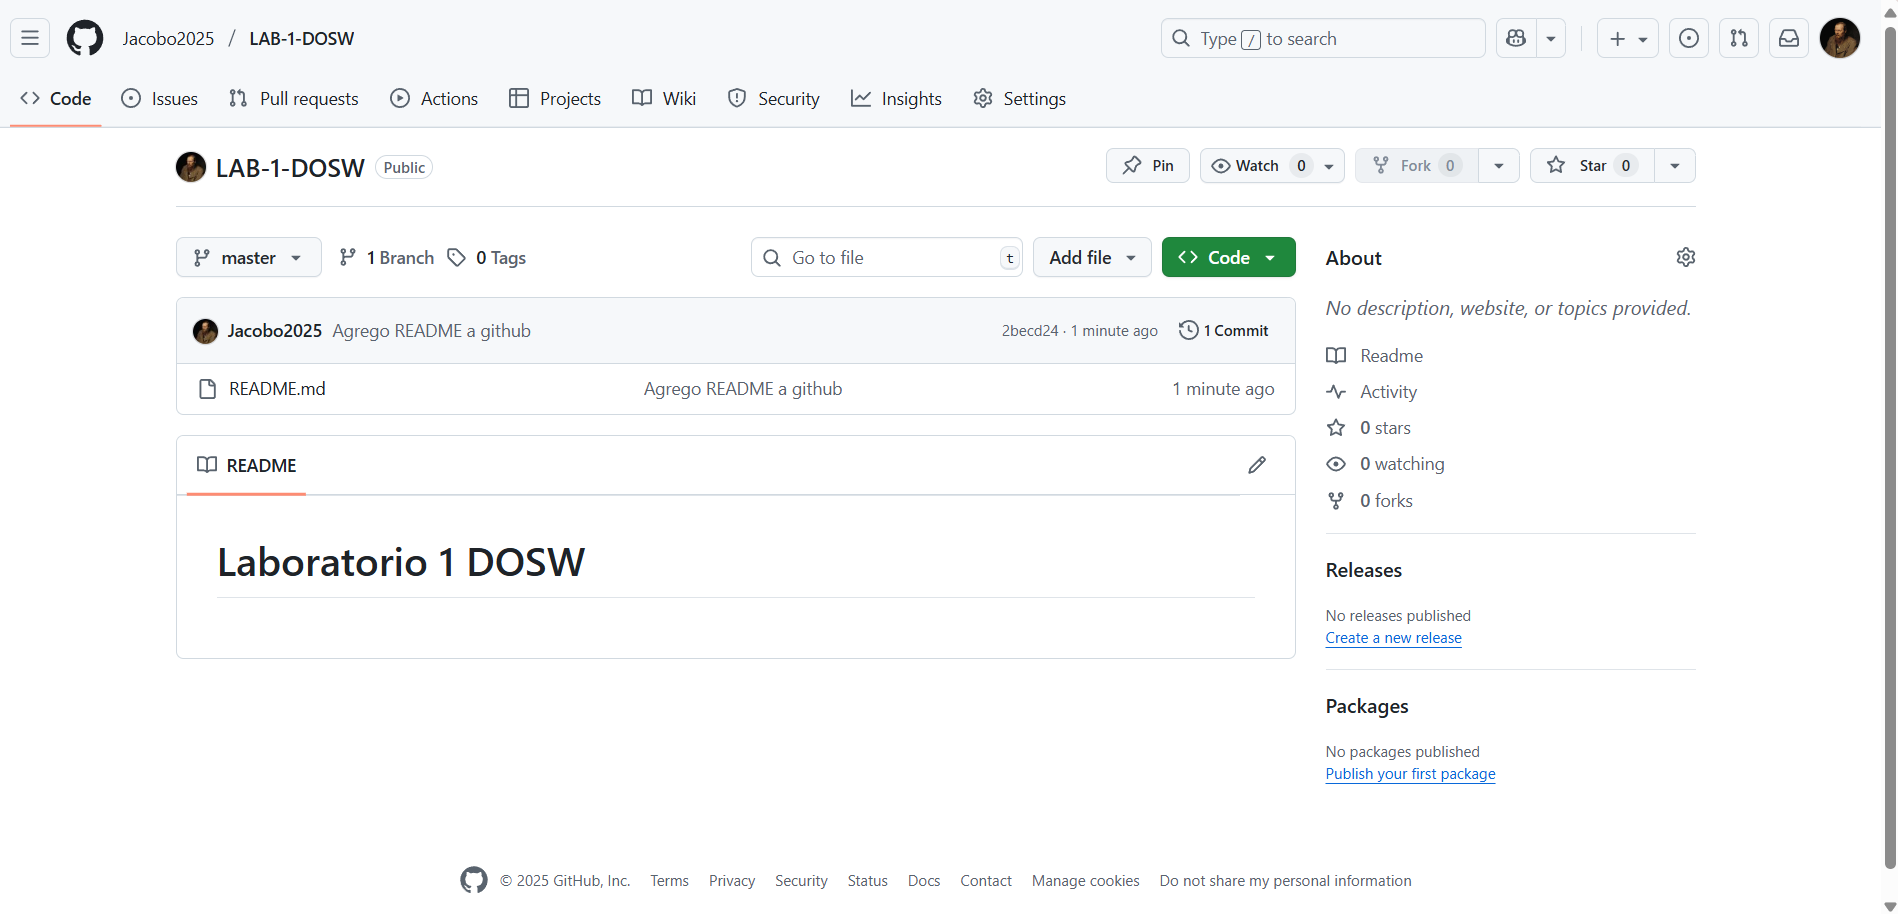 Jacobo2025 / LAB-1-DOSW
Type / to search
Code Issues Pull requests Actions Projects Wiki Security Insights Settings
LAB-1-DOSW Public
Pin Watch 0 Fork 0 Star 0
master 1 Branch 0 Tags
Go to file t Add file Code
Jacobo2025 Agrego README a github 2becd24 · 1 minute ago 1 Commit
README.md Agrego README a github 1 minute ago
README
Laboratorio 1 DOSW
About
No description, website, or topics provided.
Readme
Activity
0 stars
0 watching
0 forks
Releases
No releases published
Create a new release
Packages
No packages published
Publish your first package
© 2025 GitHub, Inc. Terms Privacy Security Status Docs Contact Manage cookies Do not share my personal information